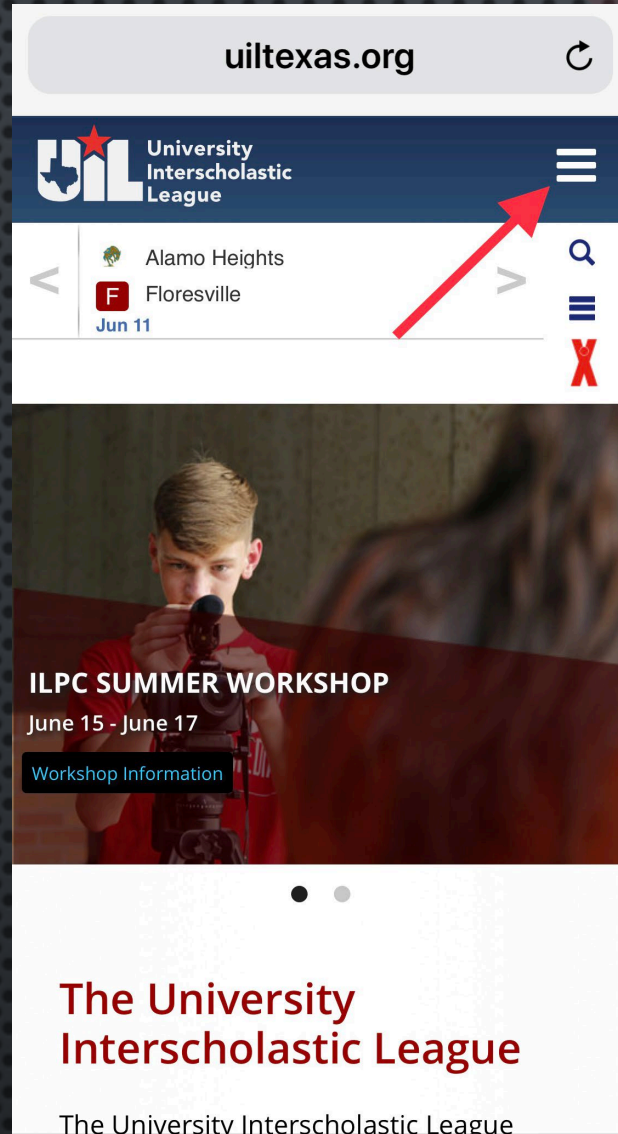 uiltexas.org
UIL
University
Interscholastic
League
Alamo Heights
F Floresville
Jun 11
ILPC SUMMER WORKSHOP
June 15 - June 17
Workshop Information
The University
Interscholastic League
The University Interscholastic League